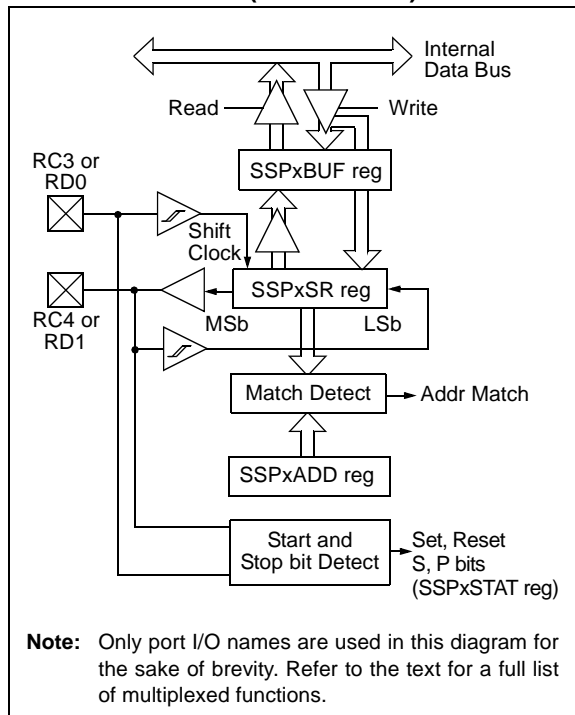 Internal
Data Bus
Read
Write
SSPxBUF reg
RC3 or
RD0
Shift
Clock
SSPxSR reg
MSb
LSb
RC4 or
RD1
Match Detect
Addr Match
SSPxADD reg
Start and
Stop bit Detect
Set, Reset
S, P bits
(SSPxSTAT reg)
Note: Only port I/O names are used in this diagram for
the sake of brevity. Refer to the text for a full list
of multiplexed functions.